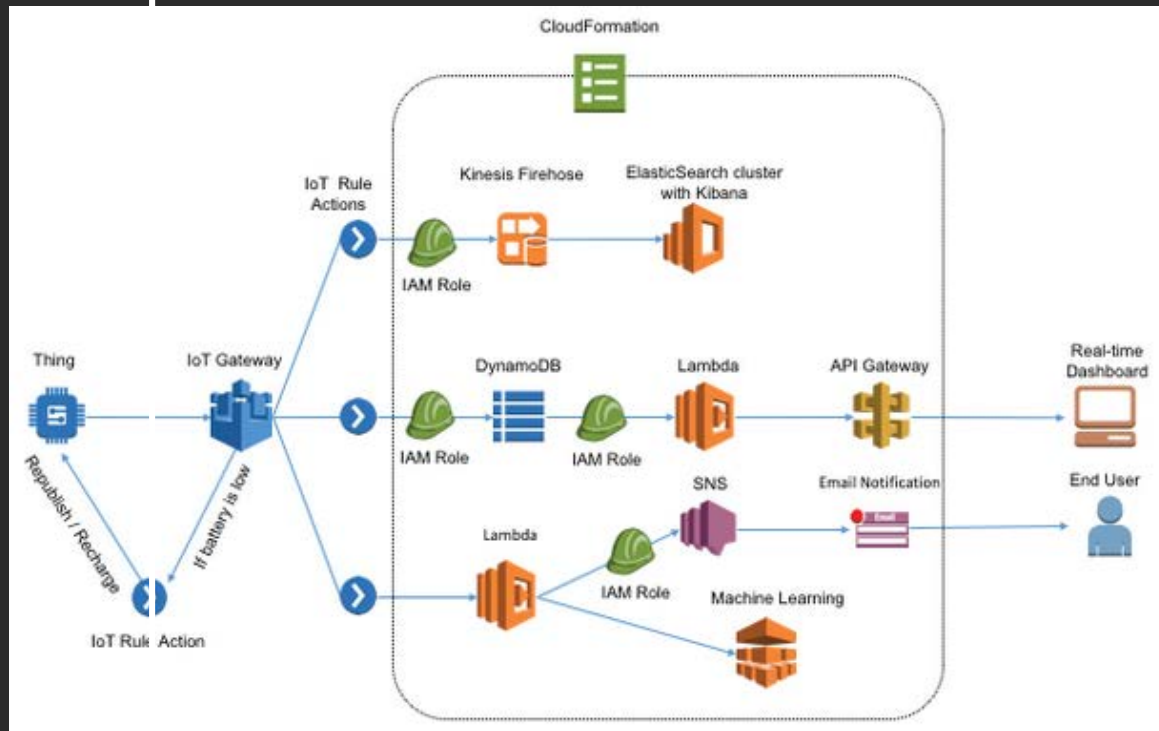 CloudFormation
IoT Rule
Actions
Kinesis Firehose
ElasticSearch cluster
with Kibana
IAM Role
Thing
IoT Gateway
DynamoDB
Lambda
API Gateway
Real-time
Dashboard
IAM Role
IAM Role
Republish / Recharge
If battery is low
IoT Rule Action
Lambda
SNS
Email Notification
Email
End User
IAM Role
Machine Learning